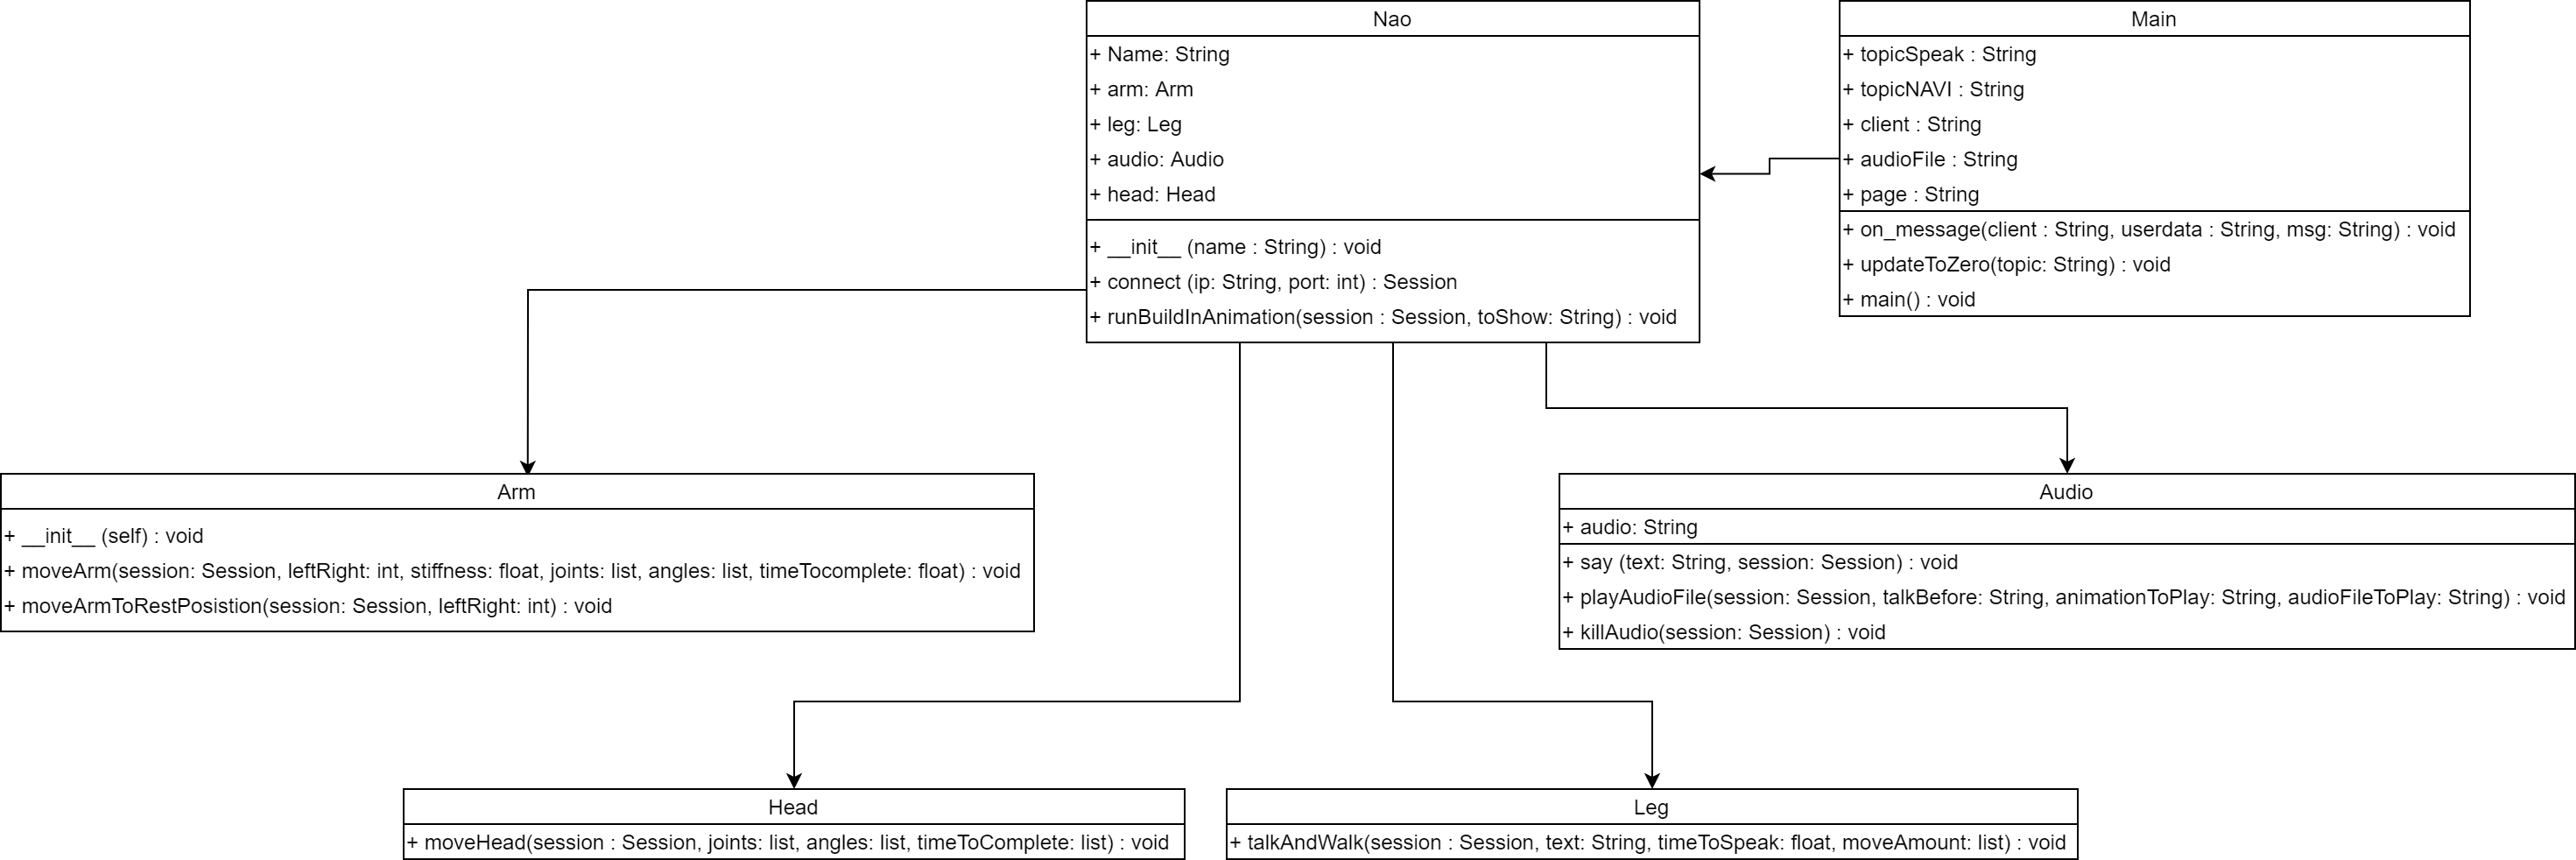 Nao
+ Name: String
+ arm: Arm
+ leg: Leg
+ audio: Audio
+ head: Head
+ __init__ (name : String) : void
+ connect (ip: String, port: int) : Session
+ runBuildInAnimation(session : Session, toShow: String) : void
Main
+ topicSpeak : String
+ topicNAVI : String
+ client : String
+ audioFile : String
+ page : String
+ on_message(client : String, userdata : String, msg: String) : void
+ updateToZero(topic: String) : void
+ main() : void
Arm
+ __init__ (self) : void
+ moveArm(session: Session, leftRight: int, stiffness: float, joints: list, angles: list, timeTocomplete: float) : void
+ moveArmToRestPosistion(session: Session, leftRight: int) : void
Audio
+ audio: String
+ say (text: String, session: Session) : void
+ playAudioFile(session: Session, talkBefore: String, animationToPlay: String, audioFileToPlay: String) : void
+ killAudio(session: Session) : void
Head
+ moveHead(session : Session, joints: list, angles: list, timeToComplete: list) : void
Leg
+ talkAndWalk(session : Session, text: String, timeToSpeak: float, moveAmount: list) : void